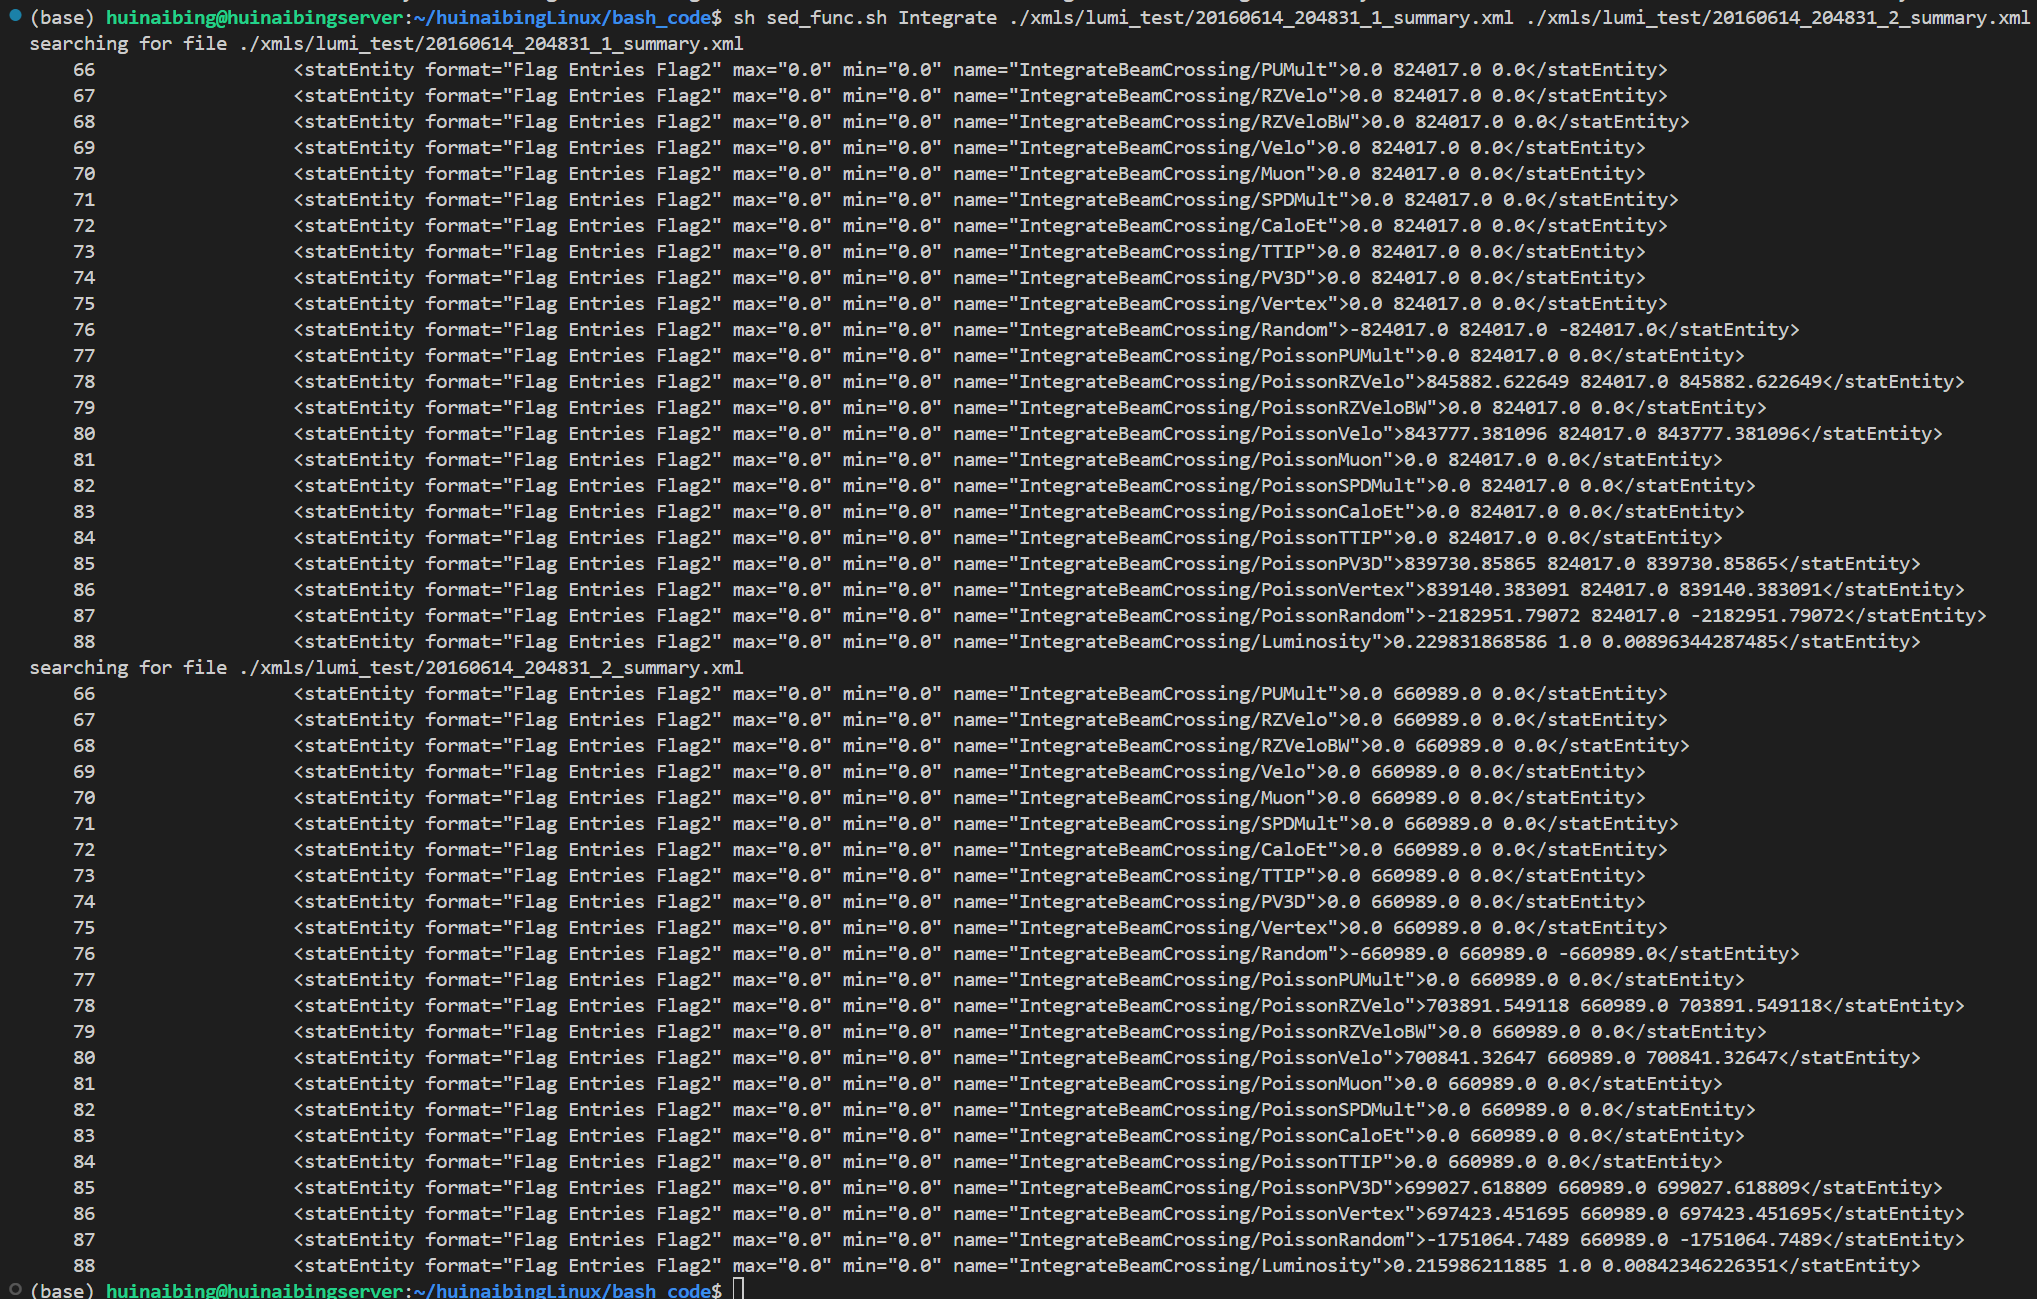 (base) huinaibing@huinaibingserver:~/huinaibingLinux/bash_code$ sh sed_func.sh Integrate ./xmls/lumi_test/20160614_204831_1_summary.xml ./xmls/lumi_test/20160614_204831_2_summary.xml
searching for file ./xmls/lumi_test/20160614_204831_1_summary.xml
66 <statEntity format="Flag Entries Flag2" max="0.0" min="0.0" name="IntegrateBeamCrossing/PUMult">0.0 824017.0 0.0</statEntity>
67 <statEntity format="Flag Entries Flag2" max="0.0" min="0.0" name="IntegrateBeamCrossing/RZVelo">0.0 824017.0 0.0</statEntity>
68 <statEntity format="Flag Entries Flag2" max="0.0" min="0.0" name="IntegrateBeamCrossing/RZVeloBW">0.0 824017.0 0.0</statEntity>
69 <statEntity format="Flag Entries Flag2" max="0.0" min="0.0" name="IntegrateBeamCrossing/Velo">0.0 824017.0 0.0</statEntity>
70 <statEntity format="Flag Entries Flag2" max="0.0" min="0.0" name="IntegrateBeamCrossing/Muon">0.0 824017.0 0.0</statEntity>
71 <statEntity format="Flag Entries Flag2" max="0.0" min="0.0" name="IntegrateBeamCrossing/SPDMult">0.0 824017.0 0.0</statEntity>
72 <statEntity format="Flag Entries Flag2" max="0.0" min="0.0" name="IntegrateBeamCrossing/CaloEt">0.0 824017.0 0.0</statEntity>
73 <statEntity format="Flag Entries Flag2" max="0.0" min="0.0" name="IntegrateBeamCrossing/TTIP">0.0 824017.0 0.0</statEntity>
74 <statEntity format="Flag Entries Flag2" max="0.0" min="0.0" name="IntegrateBeamCrossing/PV3D">0.0 824017.0 0.0</statEntity>
75 <statEntity format="Flag Entries Flag2" max="0.0" min="0.0" name="IntegrateBeamCrossing/Vertex">0.0 824017.0 0.0</statEntity>
76 <statEntity format="Flag Entries Flag2" max="0.0" min="0.0" name="IntegrateBeamCrossing/Random">-824017.0 824017.0 -824017.0</statEntity>
77 <statEntity format="Flag Entries Flag2" max="0.0" min="0.0" name="IntegrateBeamCrossing/PoissonPUMult">0.0 824017.0 0.0</statEntity>
78 <statEntity format="Flag Entries Flag2" max="0.0" min="0.0" name="IntegrateBeamCrossing/PoissonRZVelo">845882.622649 824017.0 845882.622649</statEntity>
79 <statEntity format="Flag Entries Flag2" max="0.0" min="0.0" name="IntegrateBeamCrossing/PoissonRZVeloBW">0.0 824017.0 0.0</statEntity>
80 <statEntity format="Flag Entries Flag2" max="0.0" min="0.0" name="IntegrateBeamCrossing/PoissonVelo">843777.381096 824017.0 843777.381096</statEntity>
81 <statEntity format="Flag Entries Flag2" max="0.0" min="0.0" name="IntegrateBeamCrossing/PoissonMuon">0.0 824017.0 0.0</statEntity>
82 <statEntity format="Flag Entries Flag2" max="0.0" min="0.0" name="IntegrateBeamCrossing/PoissonSPDMult">0.0 824017.0 0.0</statEntity>
83 <statEntity format="Flag Entries Flag2" max="0.0" min="0.0" name="IntegrateBeamCrossing/PoissonCaloEt">0.0 824017.0 0.0</statEntity>
84 <statEntity format="Flag Entries Flag2" max="0.0" min="0.0" name="IntegrateBeamCrossing/PoissonTTIP">0.0 824017.0 0.0</statEntity>
85 <statEntity format="Flag Entries Flag2" max="0.0" min="0.0" name="IntegrateBeamCrossing/PoissonPV3D">839730.85865 824017.0 839730.85865</statEntity>
86 <statEntity format="Flag Entries Flag2" max="0.0" min="0.0" name="IntegrateBeamCrossing/PoissonVertex">839140.383091 824017.0 839140.383091</statEntity>
87 <statEntity format="Flag Entries Flag2" max="0.0" min="0.0" name="IntegrateBeamCrossing/PoissonRandom">-2182951.79072 824017.0 -2182951.79072</statEntity>
88 <statEntity format="Flag Entries Flag2" max="0.0" min="0.0" name="IntegrateBeamCrossing/Luminosity">0.229831868586 1.0 0.00896344287485</statEntity>
searching for file ./xmls/lumi_test/20160614_204831_2_summary.xml
66 <statEntity format="Flag Entries Flag2" max="0.0" min="0.0" name="IntegrateBeamCrossing/PUMult">0.0 660989.0 0.0</statEntity>
67 <statEntity format="Flag Entries Flag2" max="0.0" min="0.0" name="IntegrateBeamCrossing/RZVelo">0.0 660989.0 0.0</statEntity>
68 <statEntity format="Flag Entries Flag2" max="0.0" min="0.0" name="IntegrateBeamCrossing/RZVeloBW">0.0 660989.0 0.0</statEntity>
69 <statEntity format="Flag Entries Flag2" max="0.0" min="0.0" name="IntegrateBeamCrossing/Velo">0.0 660989.0 0.0</statEntity>
70 <statEntity format="Flag Entries Flag2" max="0.0" min="0.0" name="IntegrateBeamCrossing/Muon">0.0 660989.0 0.0</statEntity>
71 <statEntity format="Flag Entries Flag2" max="0.0" min="0.0" name="IntegrateBeamCrossing/SPDMult">0.0 660989.0 0.0</statEntity>
72 <statEntity format="Flag Entries Flag2" max="0.0" min="0.0" name="IntegrateBeamCrossing/CaloEt">0.0 660989.0 0.0</statEntity>
73 <statEntity format="Flag Entries Flag2" max="0.0" min="0.0" name="IntegrateBeamCrossing/TTIP">0.0 660989.0 0.0</statEntity>
74 <statEntity format="Flag Entries Flag2" max="0.0" min="0.0" name="IntegrateBeamCrossing/PV3D">0.0 660989.0 0.0</statEntity>
75 <statEntity format="Flag Entries Flag2" max="0.0" min="0.0" name="IntegrateBeamCrossing/Vertex">0.0 660989.0 0.0</statEntity>
76 <statEntity format="Flag Entries Flag2" max="0.0" min="0.0" name="IntegrateBeamCrossing/Random">-660989.0 660989.0 -660989.0</statEntity>
77 <statEntity format="Flag Entries Flag2" max="0.0" min="0.0" name="IntegrateBeamCrossing/PoissonPUMult">0.0 660989.0 0.0</statEntity>
78 <statEntity format="Flag Entries Flag2" max="0.0" min="0.0" name="IntegrateBeamCrossing/PoissonRZVelo">703891.549118 660989.0 703891.549118</statEntity>
79 <statEntity format="Flag Entries Flag2" max="0.0" min="0.0" name="IntegrateBeamCrossing/PoissonRZVeloBW">0.0 660989.0 0.0</statEntity>
80 <statEntity format="Flag Entries Flag2" max="0.0" min="0.0" name="IntegrateBeamCrossing/PoissonVelo">700841.32647 660989.0 700841.32647</statEntity>
81 <statEntity format="Flag Entries Flag2" max="0.0" min="0.0" name="IntegrateBeamCrossing/PoissonMuon">0.0 660989.0 0.0</statEntity>
82 <statEntity format="Flag Entries Flag2" max="0.0" min="0.0" name="IntegrateBeamCrossing/PoissonSPDMult">0.0 660989.0 0.0</statEntity>
83 <statEntity format="Flag Entries Flag2" max="0.0" min="0.0" name="IntegrateBeamCrossing/PoissonCaloEt">0.0 660989.0 0.0</statEntity>
84 <statEntity format="Flag Entries Flag2" max="0.0" min="0.0" name="IntegrateBeamCrossing/PoissonTTIP">0.0 660989.0 0.0</statEntity>
85 <statEntity format="Flag Entries Flag2" max="0.0" min="0.0" name="IntegrateBeamCrossing/PoissonPV3D">699027.618809 660989.0 699027.618809</statEntity>
86 <statEntity format="Flag Entries Flag2" max="0.0" min="0.0" name="IntegrateBeamCrossing/PoissonVertex">697423.451695 660989.0 697423.451695</statEntity>
87 <statEntity format="Flag Entries Flag2" max="0.0" min="0.0" name="IntegrateBeamCrossing/PoissonRandom">-1751064.7489 660989.0 -1751064.7489</statEntity>
88 <statEntity format="Flag Entries Flag2" max="0.0" min="0.0" name="IntegrateBeamCrossing/Luminosity">0.215986211885 1.0 0.00842346226351</statEntity>
(base) huinaibing@huinaibingserver:~/huinaibingLinux/bash_code$